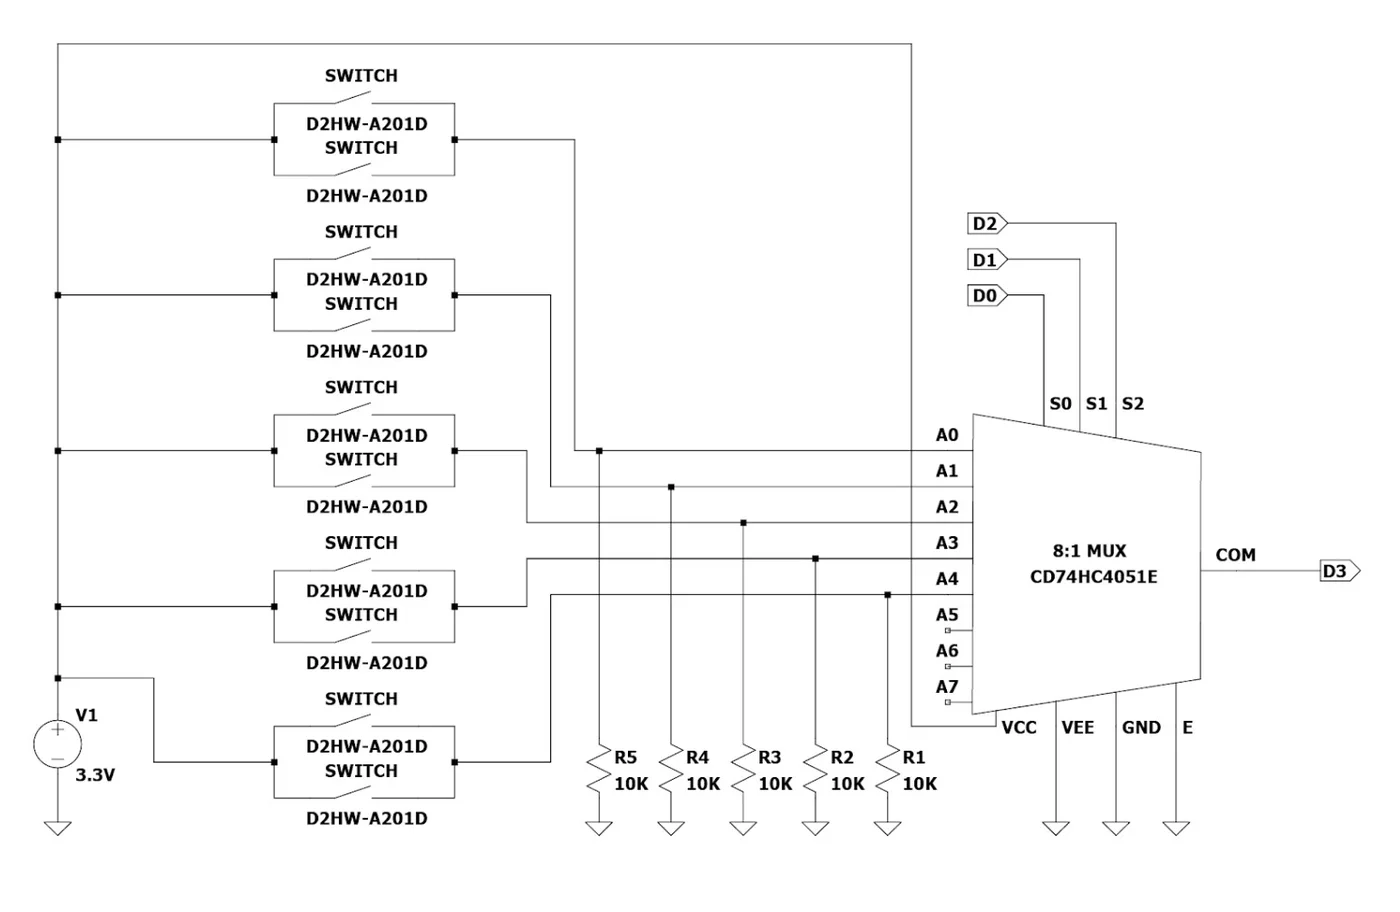 SWITCH
D2HW-A201D
SWITCH
D2HW-A201D
SWITCH
D2HW-A201D
SWITCH
D2HW-A201D
SWITCH
D2HW-A201D
SWITCH
D2HW-A201D
SWITCH
D2HW-A201D
SWITCH
D2HW-A201D
SWITCH
D2HW-A201D
SWITCH
D2HW-A201D
V1
3.3V
R5
10K
R4
10K
R3
10K
R2
10K
R1
10K
D2
D1
D0
S0 S1 S2
A0
A1
A2
A3
A4
A5
A6
A7
8:1 MUX
CD74HC4051E
COM
D3
VCC VEE GND E